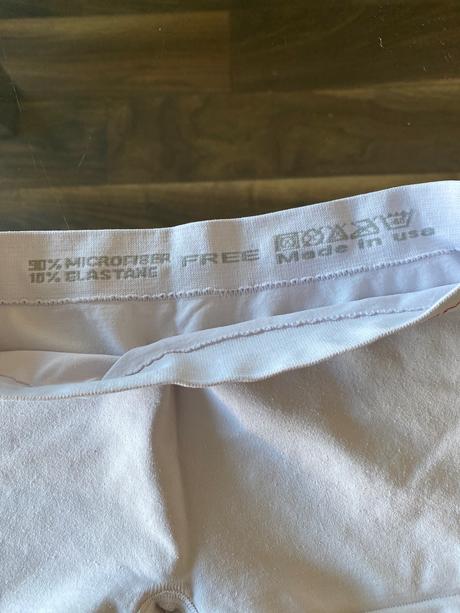 90% MICROFIBER
10% ELASTANE
FREE
Made in usa